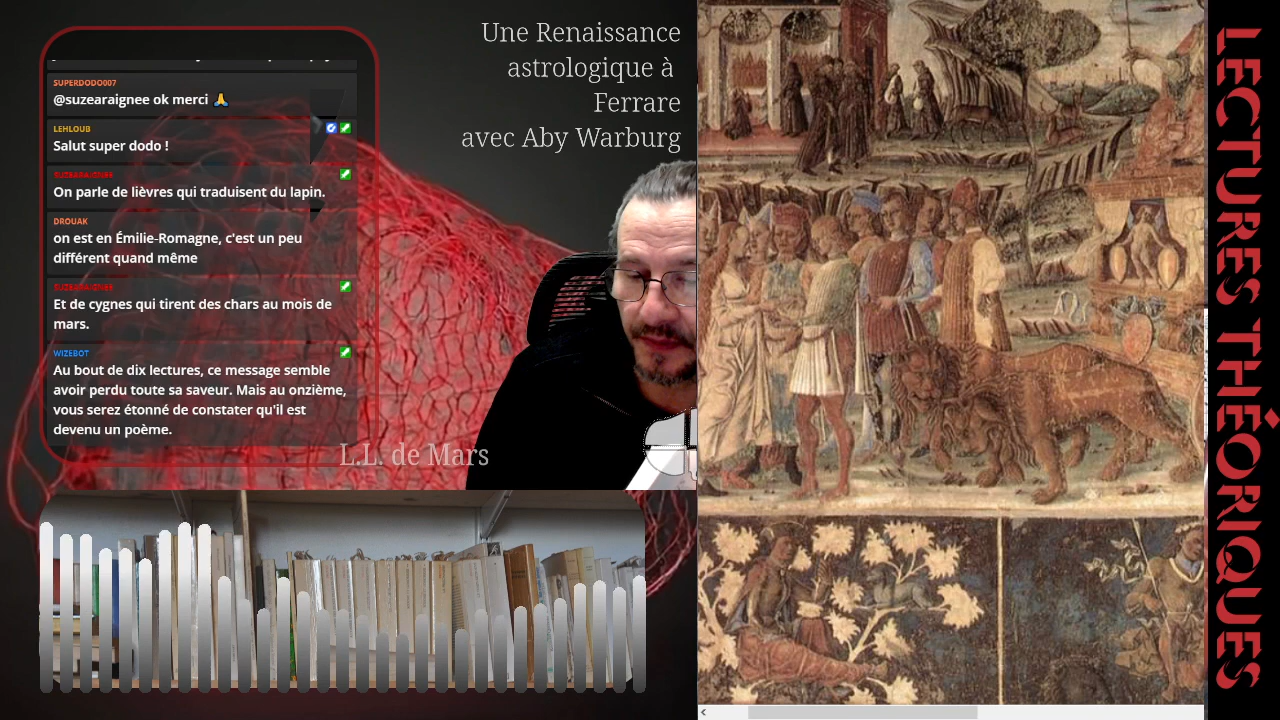 Une Renaissance
astrologique à
Ferrare
avec Aby Warburg
SUPERDODO007
@suzearaignee ok merci 🙏
LEHLOUB
Salut super dodo !
SUZEARAIGNEE
On parle de lièvres qui traduisent du lapin.
DROUAK
on est en Émilie-Romagne, c'est un peu
différent quand même
SUZEARAIGNEE
Et de cygnes qui tirent des chars au mois de
mars.
WIZEBOT
Au bout de dix lectures, ce message semble
avoir perdu toute sa saveur. Mais au onzième,
vous serez étonné de constater qu'il est
devenu un poème.
L.L. de Mars
LECTURES THÉORIQUES